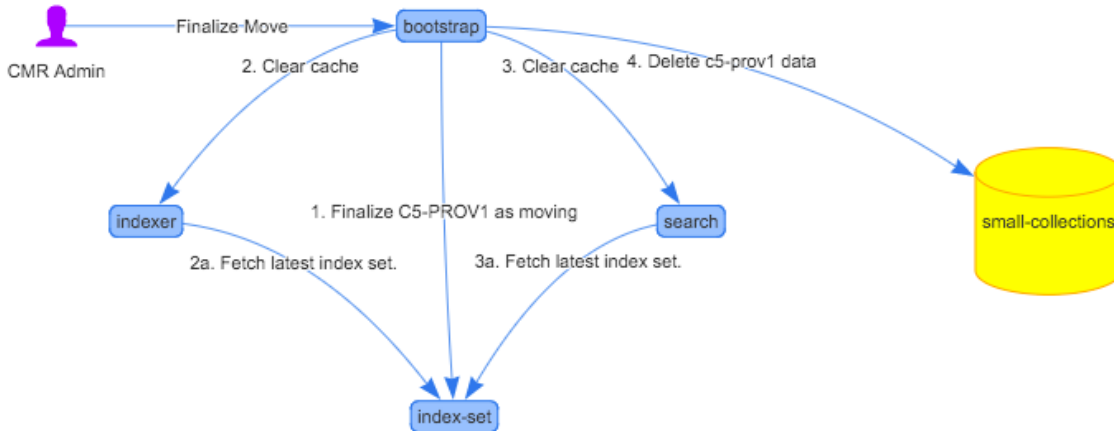 Finalize Move
bootstrap
CMR Admin
2. Clear cache
3. Clear cache
4. Delete c5-prov1 data
indexer
1. Finalize C5-PROV1 as moving
search
small-collections
2a. Fetch latest index set.
3a. Fetch latest index set.
index-set